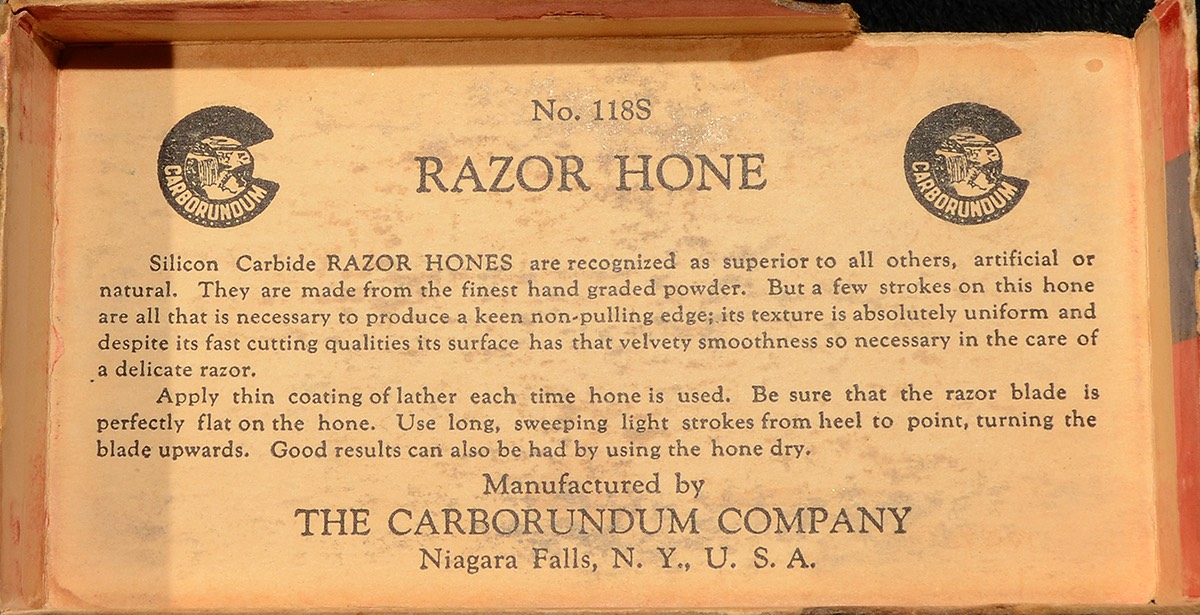 No. 118S
RAZOR HONE
CARBORUNDUM
CARBORUNDUM
Silicon Carbide RAZOR HONES are recognized as superior to all others, artificial or
natural. They are made from the finest hand graded powder. But a few strokes on this hone
are all that is necessary to produce a keen non-pulling edge; its texture is absolutely uniform and
despite its fast cutting qualities its surface has that velvety smoothness so necessary in the care of
a delicate razor.
Apply thin coating of lather each time hone is used. Be sure that the razor blade is
perfectly flat on the hone. Use long, sweeping light strokes from heel to point, turning the
blade upwards. Good results can also be had by using the hone dry.
Manufactured by
THE CARBORUNDUM COMPANY
Niagara Falls, N. Y., U. S. A.